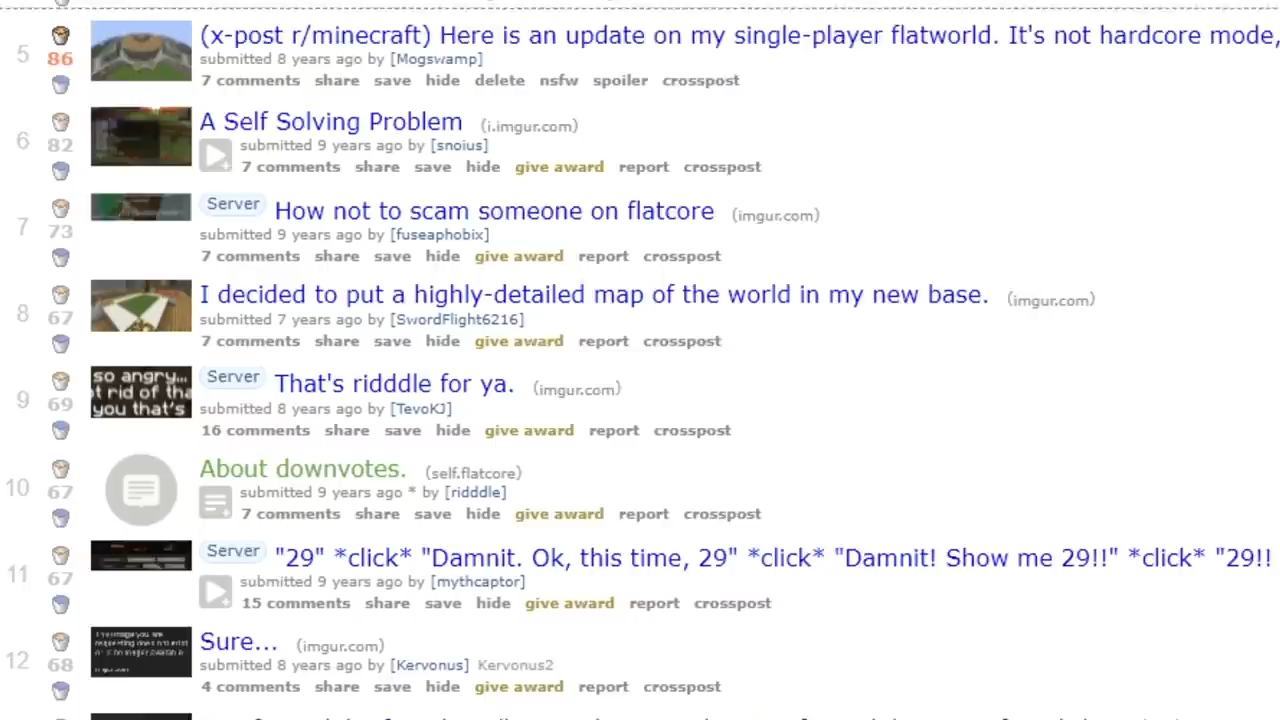 5
86
(x-post r/minecraft) Here is an update on my single-player flatworld. It's not hardcore mode,
submitted 8 years ago by [Mogswamp]
7 comments share save hide delete nsfw spoiler crosspost
6
82
A Self Solving Problem (i.imgur.com)
submitted 9 years ago by [snoius]
7 comments share save hide give award report crosspost
7
73
Server How not to scam someone on flatcore (imgur.com)
submitted 9 years ago by [fuseaphobix]
7 comments share save hide give award report crosspost
8
67
I decided to put a highly-detailed map of the world in my new base. (imgur.com)
submitted 7 years ago by [SwordFlight6216]
7 comments share save hide give award report crosspost
9
69
so angry...
t rid of tha
you that's
Server That's ridddle for ya. (imgur.com)
submitted 8 years ago by [TevoKJ]
16 comments share save hide give award report crosspost
10
67
About downvotes. (self.flatcore)
submitted 9 years ago * by [ridddle]
7 comments share save hide give award report crosspost
11
67
Server "29" *click* "Damnit. Ok, this time, 29" *click* "Damnit! Show me 29!!" *click* "29!!
submitted 9 years ago by [mythcaptor]
15 comments share save hide give award report crosspost
12
68
Sure... (imgur.com)
submitted 8 years ago by [Kervonus] Kervonus2
4 comments share save hide give award report crosspost